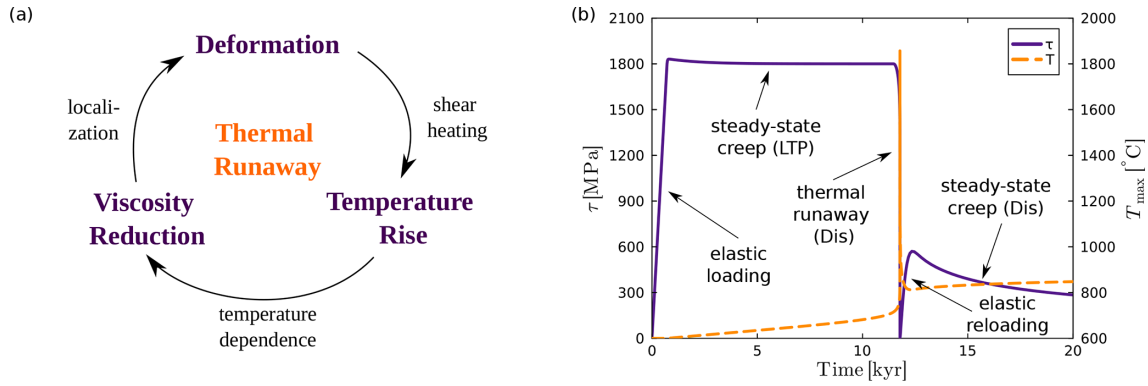 (a)
Deformation
locali-
zation
shear
heating
Thermal
Runaway
Viscosity
Reduction
Temperature
Rise
temperature
dependence
(b)
τ [MPa]
2100
1800
1500
1200
900
600
300
0
0
5
10
15
20
Time [kyr]
2000
1800
1600
1400
1200
1000
800
600
T_max [°C]
τ
T
steady-state
creep (LTP)
thermal
runaway
(Dis)
steady-state
creep (Dis)
elastic
loading
elastic
reloading